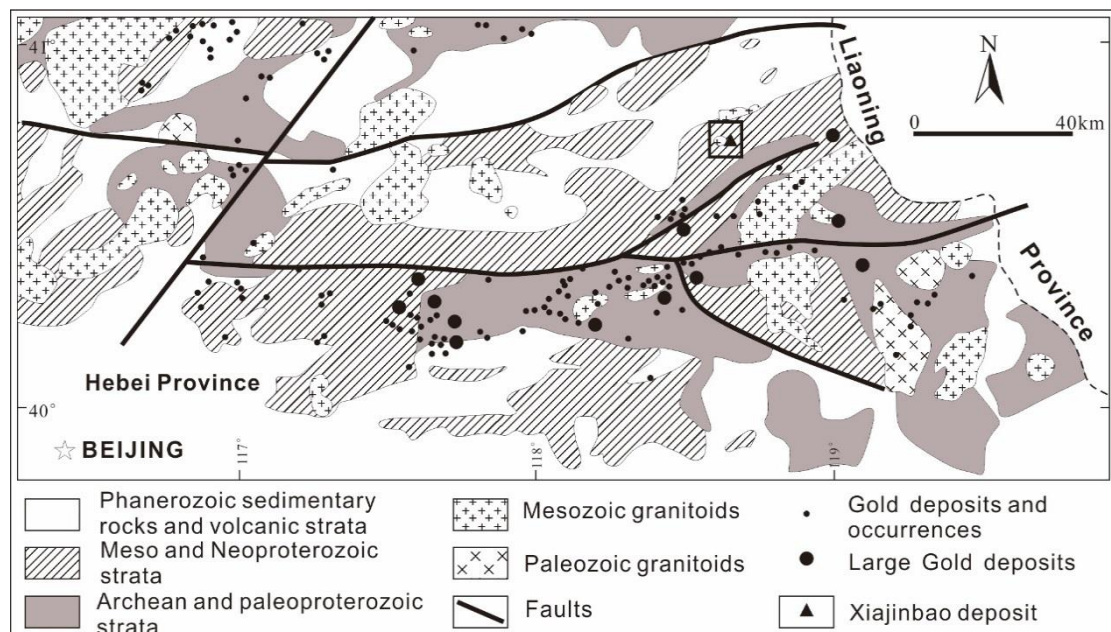 41
Liaoning
N
0
40km
Province
Hebei Province
40°
BEIJING
117°
118°
119°
Phanerozoic sedimentary
rocks and volcanic strata
Meso and Neoproterozoic
strata
Archean and paleoproterozoic
strata
Mesozoic granitoids
Paleozoic granitoids
Faults
Gold deposits and
occurrences
Large Gold deposits
Xiajinbao deposit